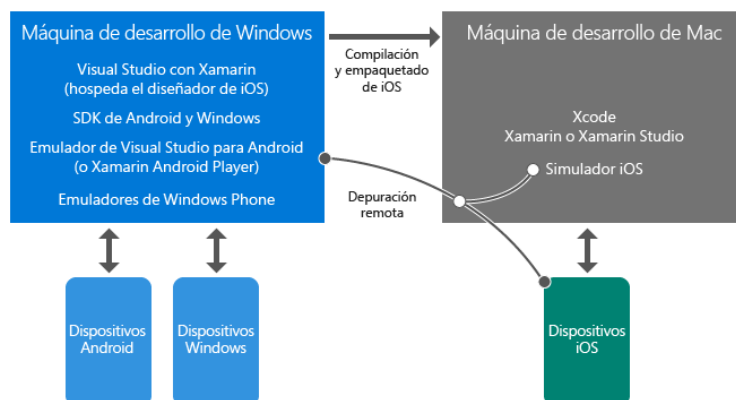 Máquina de desarrollo de Windows
Visual Studio con Xamarin
(hospeda el diseñador de iOS)
SDK de Android y Windows
Emulador de Visual Studio para Android
(o Xamarin Android Player)
Emuladores de Windows Phone
Compilación
y empaquetado
de iOS
Depuración
remota
Máquina de desarrollo de Mac
Xcode
Xamarin o Xamarin Studio
Simulador iOS
Dispositivos
Android
Dispositivos
Windows
Dispositivos
iOS